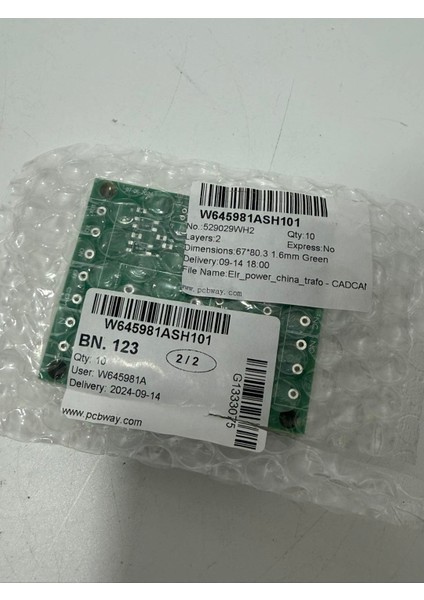 W645981ASH101
No.:529029WH2 Qty:10
Layers:2 Express:No
Dimensions:67*80.3 1.6mm Green
Delivery:09-14 18:00
File Name:Elr_power_china_trafo - CADCAM
www.pcbway.com
W645981ASH101
BN. 123 2/2
Qty: 10
User: W645981A
Delivery: 2024-09-14
www.pcbway.com
G1333075